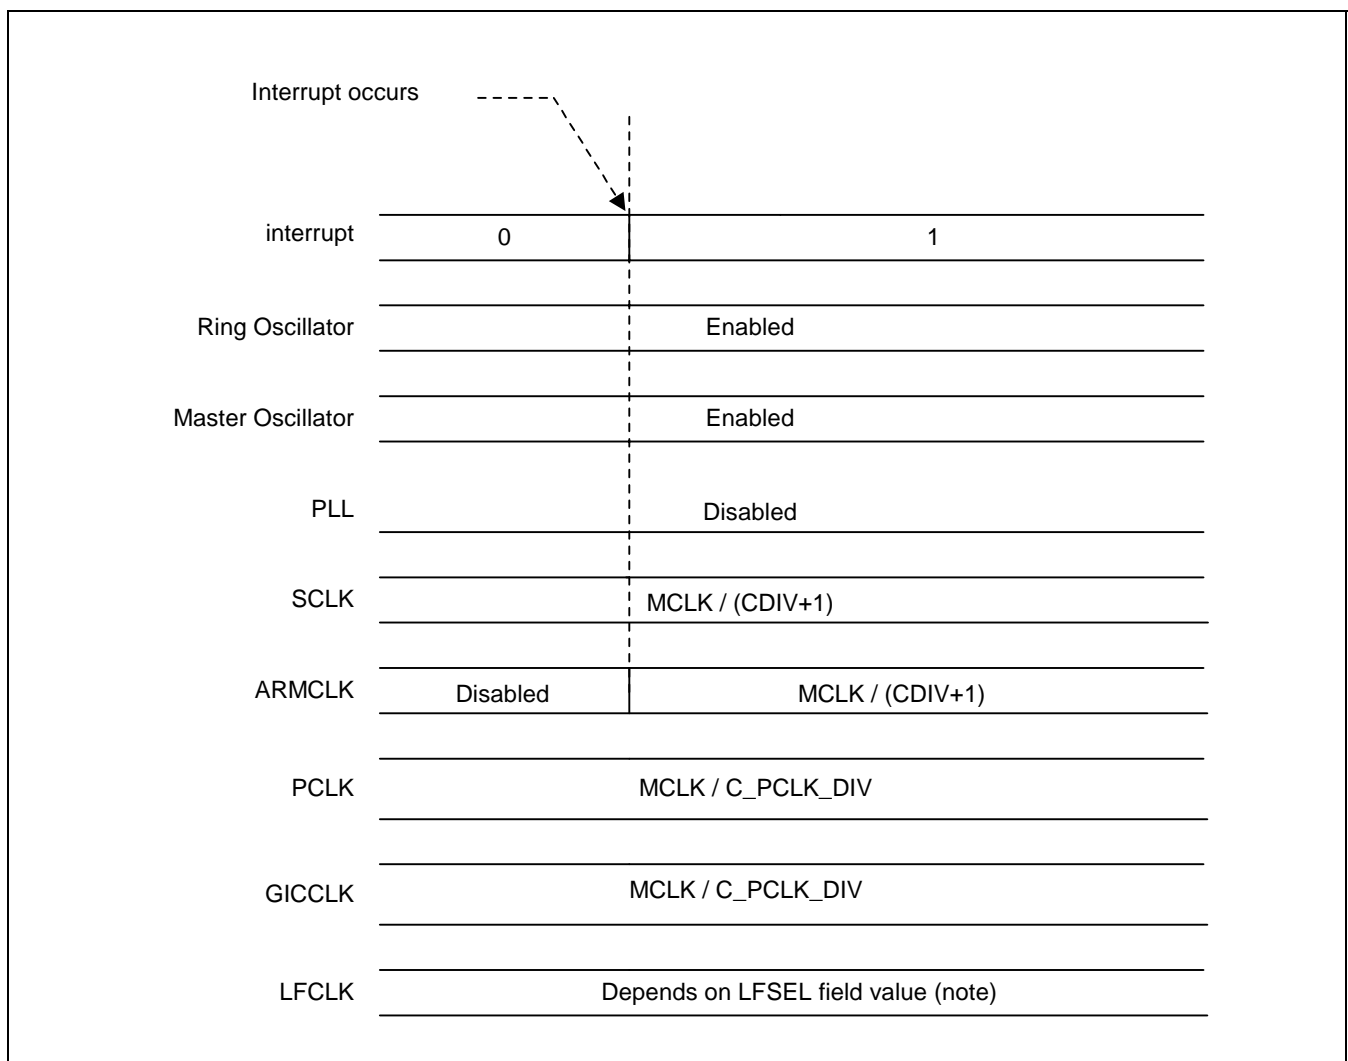 Interrupt occurs
interrupt 0 1
Ring Oscillator Enabled
Master Oscillator Enabled
PLL Disabled
SCLK MCLK / (CDIV+1)
ARMCLK Disabled MCLK / (CDIV+1)
PCLK MCLK / C_PCLK_DIV
GICCLK MCLK / C_PCLK_DIV
LFCLK Depends on LFSEL field value (note)